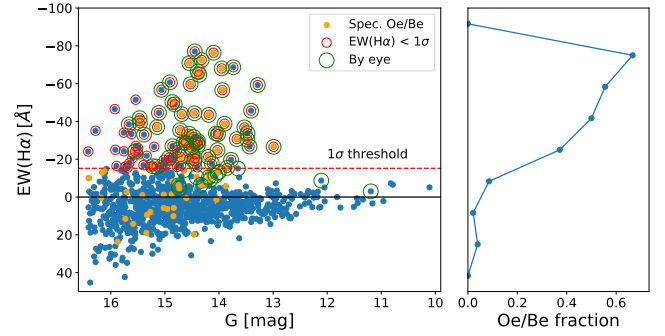 −100
−80
−60
−40
−20
0
20
40
EW(Hα) [Å]
Spec. Oe/Be
EW(Hα) < 1σ
By eye
1σ threshold
16 15 14 13 12 11 10
G [mag]
0.0 0.2 0.4 0.6
Oe/Be fraction